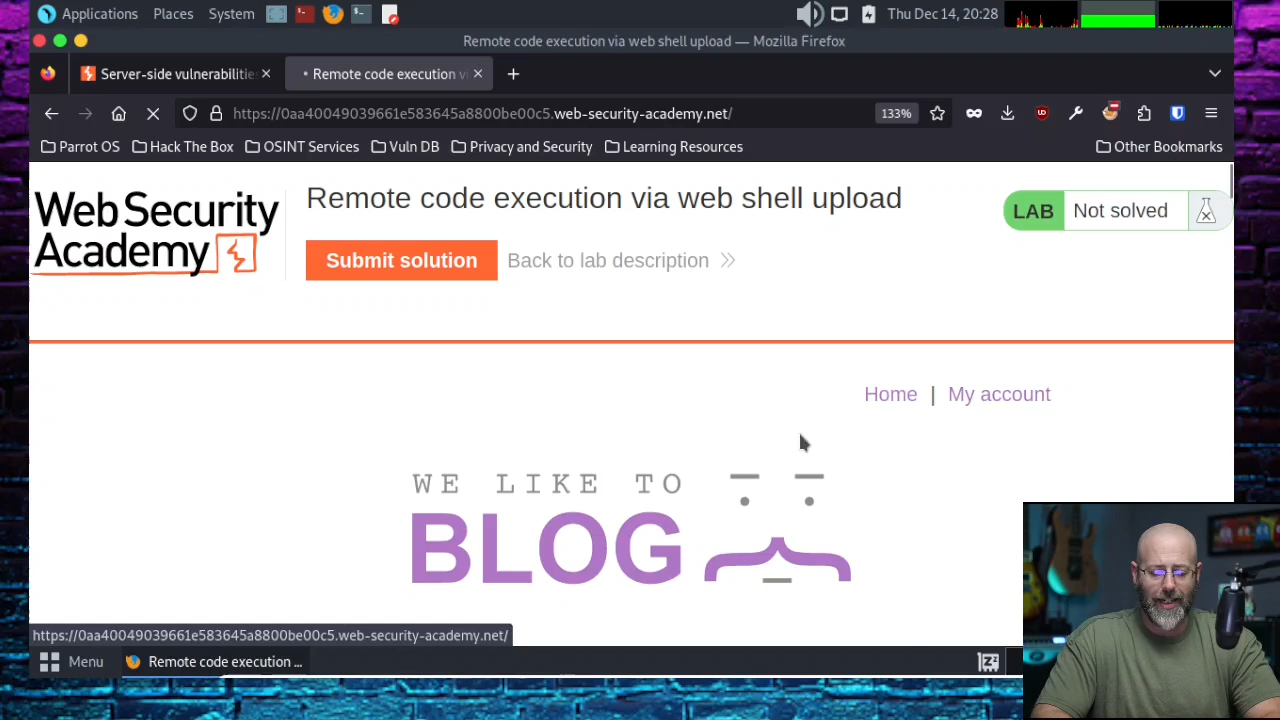 Applications Places System Thu Dec 14, 20:28
Remote code execution via web shell upload — Mozilla Firefox
Server-side vulnerabilitie Remote code execution v
https://0aa40049039661e583645a8800be00c5.web-security-academy.net/ 133%
Parrot OS Hack The Box OSINT Services Vuln DB Privacy and Security Learning Resources Other Bookmarks
Web Security Academy
Remote code execution via web shell upload
LAB Not solved
Submit solution Back to lab description
Home | My account
WE LIKE TO
BLOG
https://0aa40049039661e583645a8800be00c5.web-security-academy.net/
Menu Remote code execution ...